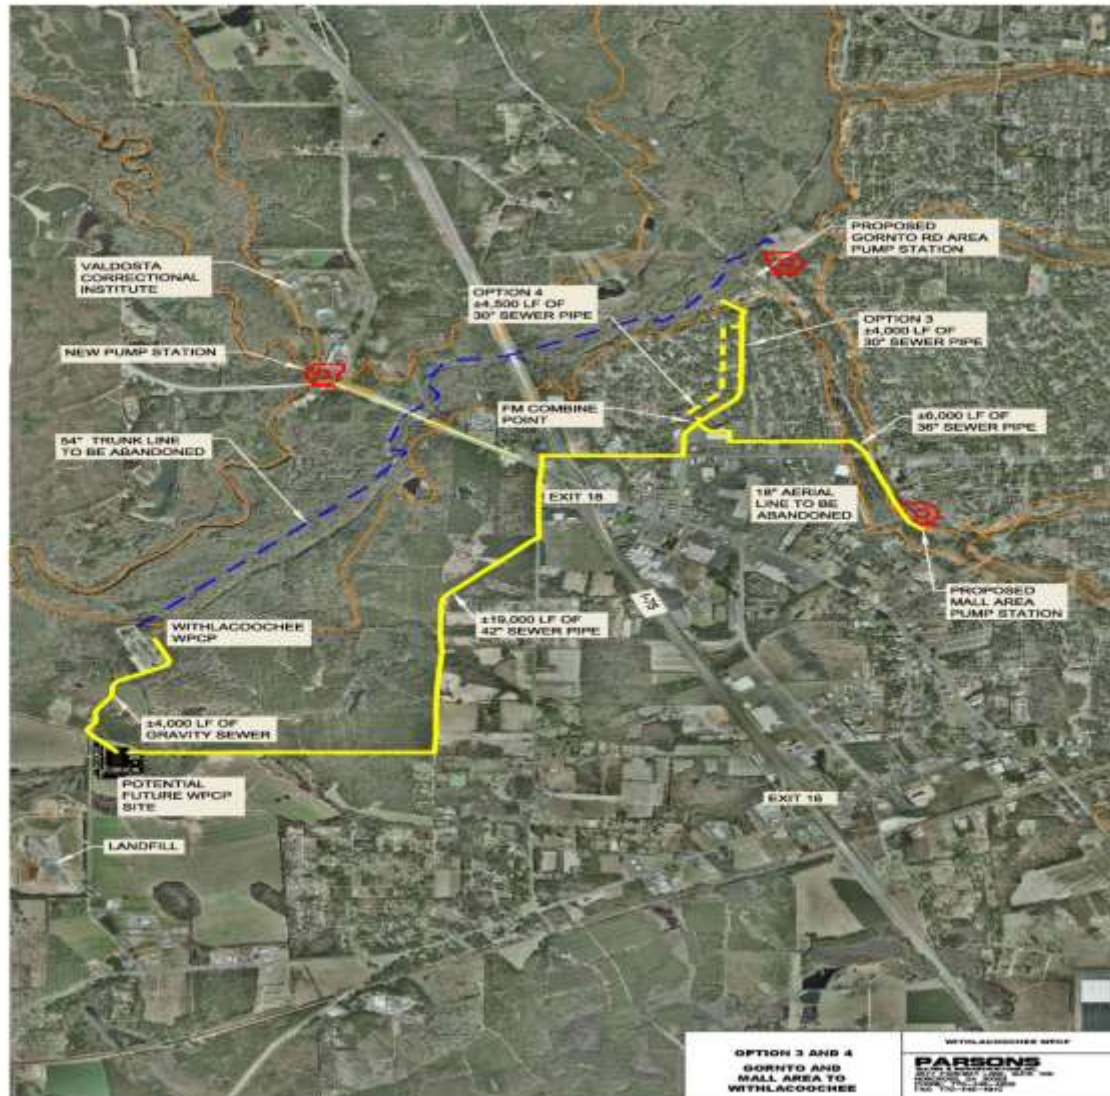 PROPOSED
GORNTO RD AREA
PUMP STATION
VALDOSTA
CORRECTIONAL
INSTITUTE
OPTION 4
±4,500 LF OF
30" SEWER PIPE
OPTION 3
±4,000 LF OF
30" SEWER PIPE
NEW PUMP STATION
FM COMBINE
POINT
±6,000 LF OF
36" SEWER PIPE
54" TRUNK LINE
TO BE ABANDONED
EXIT 18
18" AERIAL
LINE TO BE
ABANDONED
I-75
PROPOSED
MALL AREA
PUMP STATION
WITHLACOOCHEE
WPCP
±19,000 LF OF
42" SEWER PIPE
±4,000 LF OF
GRAVITY SEWER
POTENTIAL
FUTURE WPCP
SITE
EXIT 16
LANDFILL
OPTION 3 AND 4
GORNTO AND
MALL AREA TO
WITHLACOOCHEE
WITHLACOOCHEE WPCP
PARSONS